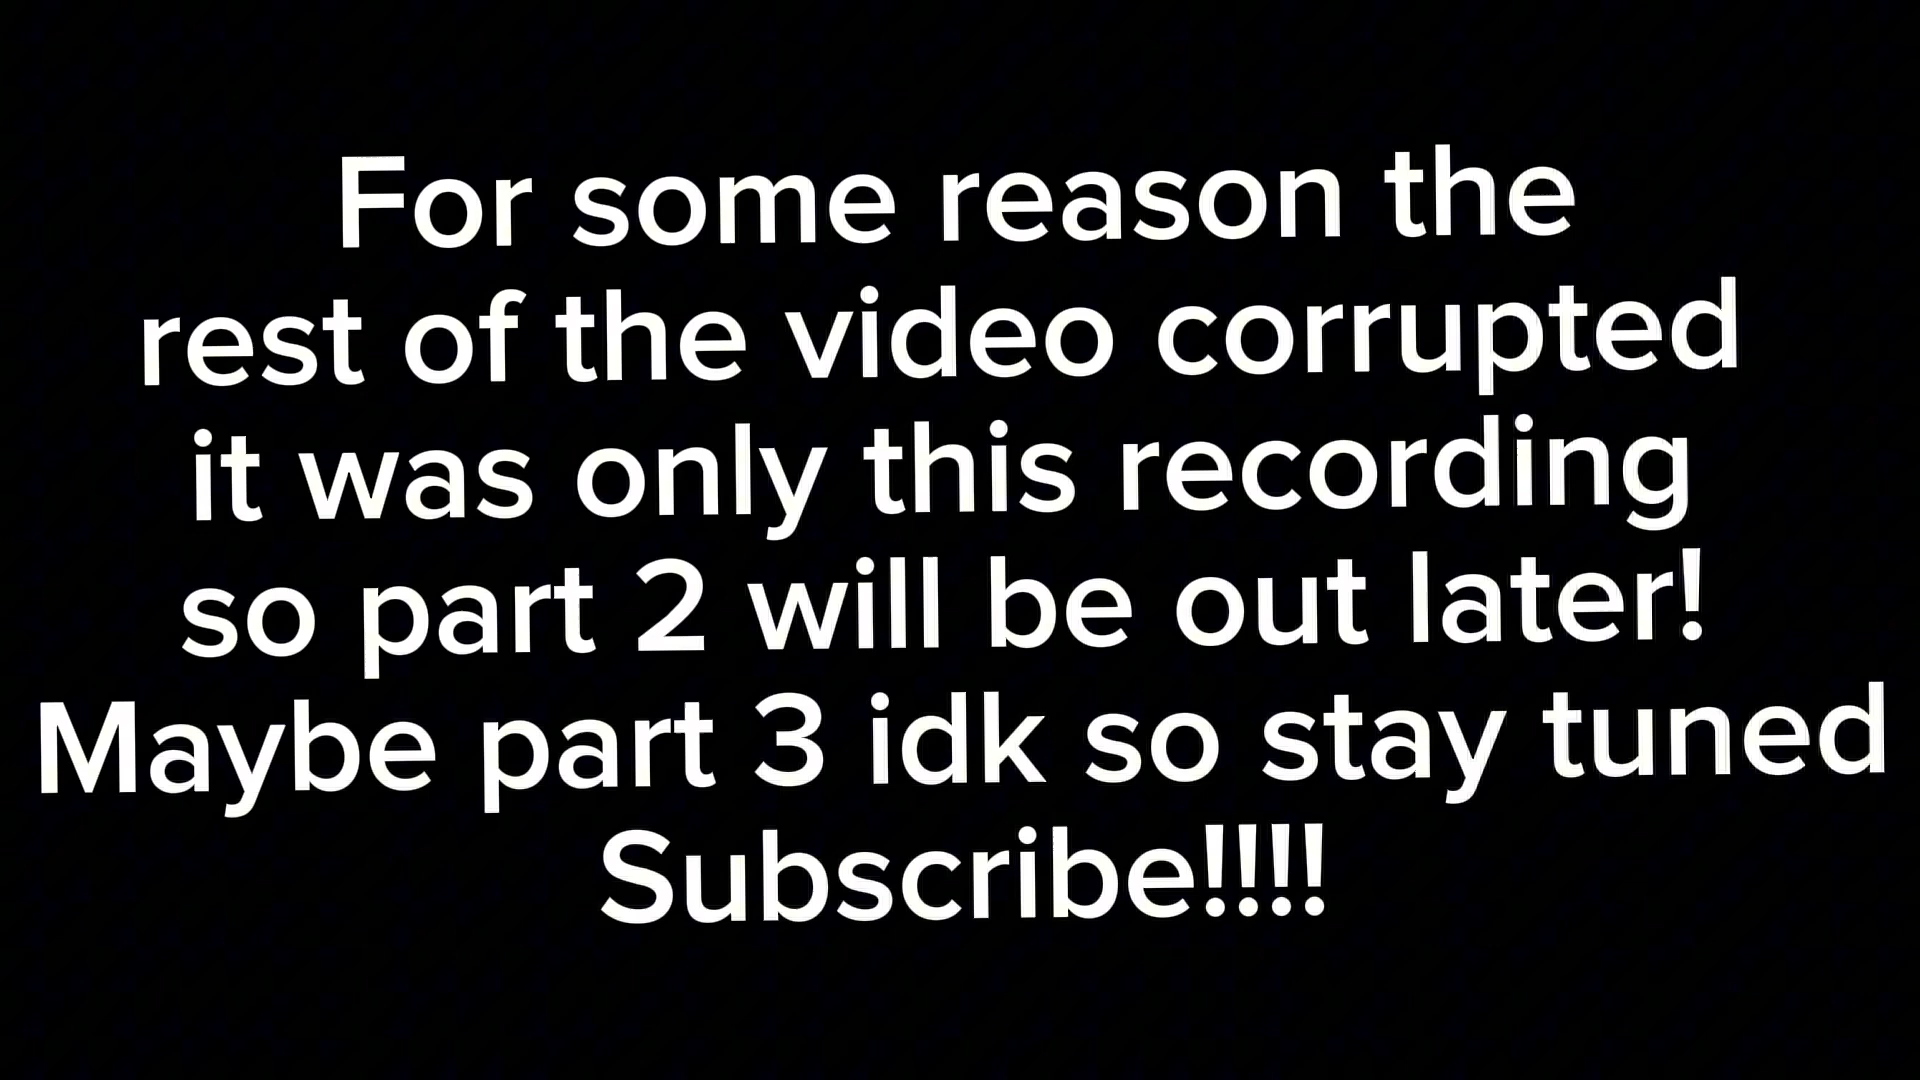 For some reason the
rest of the video corrupted
it was only this recording
so part 2 will be out later!
Maybe part 3 idk so stay tuned
Subscribe!!!!